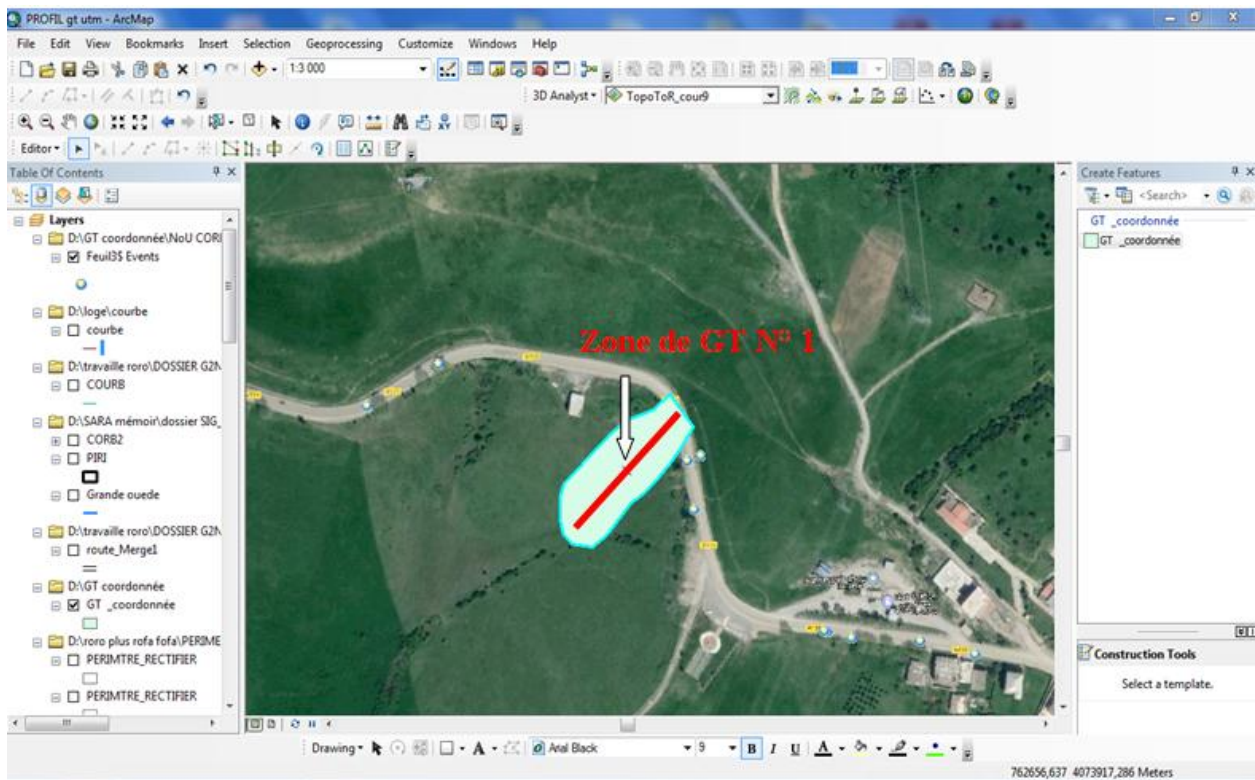 PROFIL gt utm - ArcMap
File Edit View Bookmarks Insert Selection Geoprocessing Customize Windows Help
1:3 000
3D Analyst TopoToR_cour9
Editor
Table Of Contents
Layers
D:\GT coordonnée\NoU CORI
Feuil3$ Events
D:\loge\courbe
courbe
D:\travaille roro\DOSSIER G2N
COURB
D:\SARA mémoir\dossier SIG_
CORB2
PIRI
Grande ouede
D:\travaille roro\DOSSIER G2N
route_Merge1
D:\GT coordonnée
GT _coordonnée
D:\roro plus rofa fofa\PERIME
PERIMTRE_RECTIFIER
PERIMTRE_RECTIFIER
Zone de GT N° 1
Create Features
<Search>
GT _coordonnée
GT _coordonnée
Construction Tools
Select a template.
Drawing A Arial Black 9 B I U A
762656,637 4073917,286 Meters